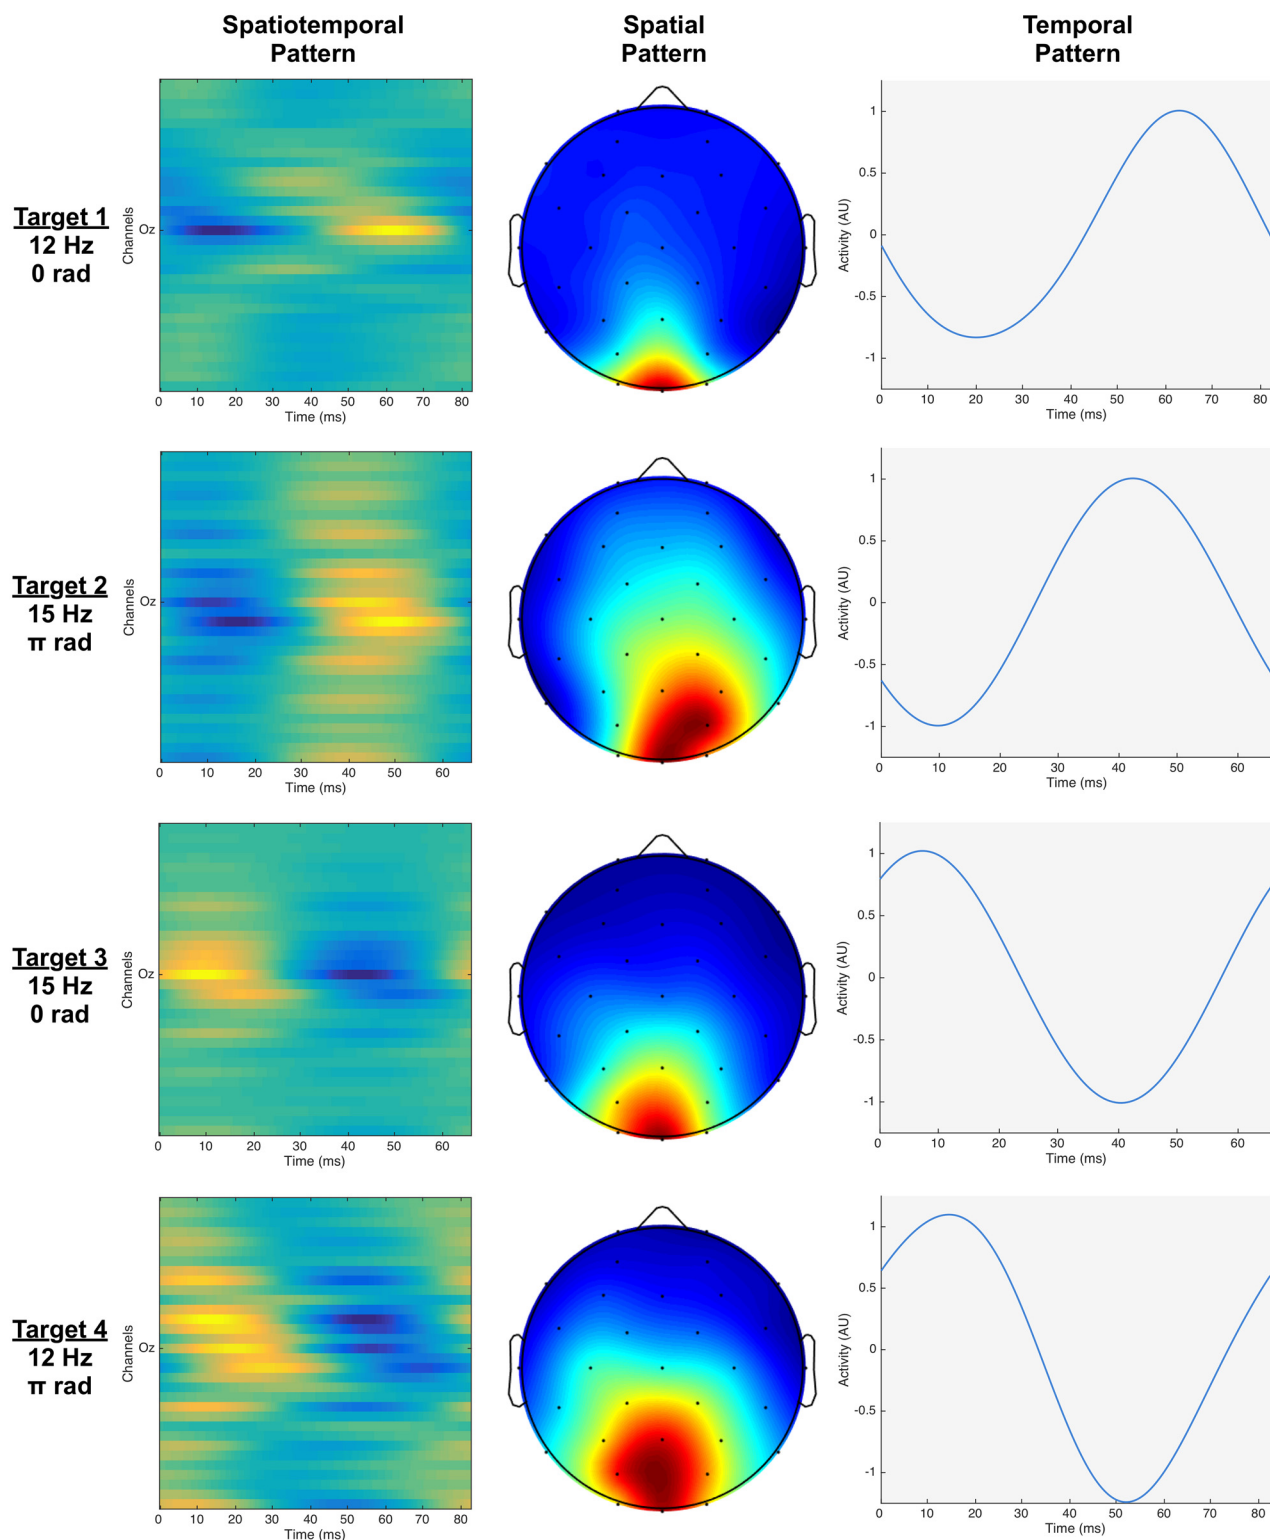 Spatiotemporal
Pattern
Spatial
Pattern
Temporal
Pattern
Target 1
12 Hz
0 rad
Channels
Oz
0 10 20 30 40 50 60 70 80
Time (ms)
Activity (AU)
1
0.5
0
-0.5
-1
0 10 20 30 40 50 60 70 80
Time (ms)
Target 2
15 Hz
π rad
Channels
Oz
0 10 20 30 40 50 60
Time (ms)
Activity (AU)
1
0.5
0
-0.5
-1
0 10 20 30 40 50 60
Time (ms)
Target 3
15 Hz
0 rad
Channels
Oz
0 10 20 30 40 50 60
Time (ms)
Activity (AU)
1
0.5
0
-0.5
-1
0 10 20 30 40 50 60
Time (ms)
Target 4
12 Hz
π rad
Channels
Oz
0 10 20 30 40 50 60 70 80
Time (ms)
Activity (AU)
1
0.5
0
-0.5
-1
0 10 20 30 40 50 60 70 80
Time (ms)